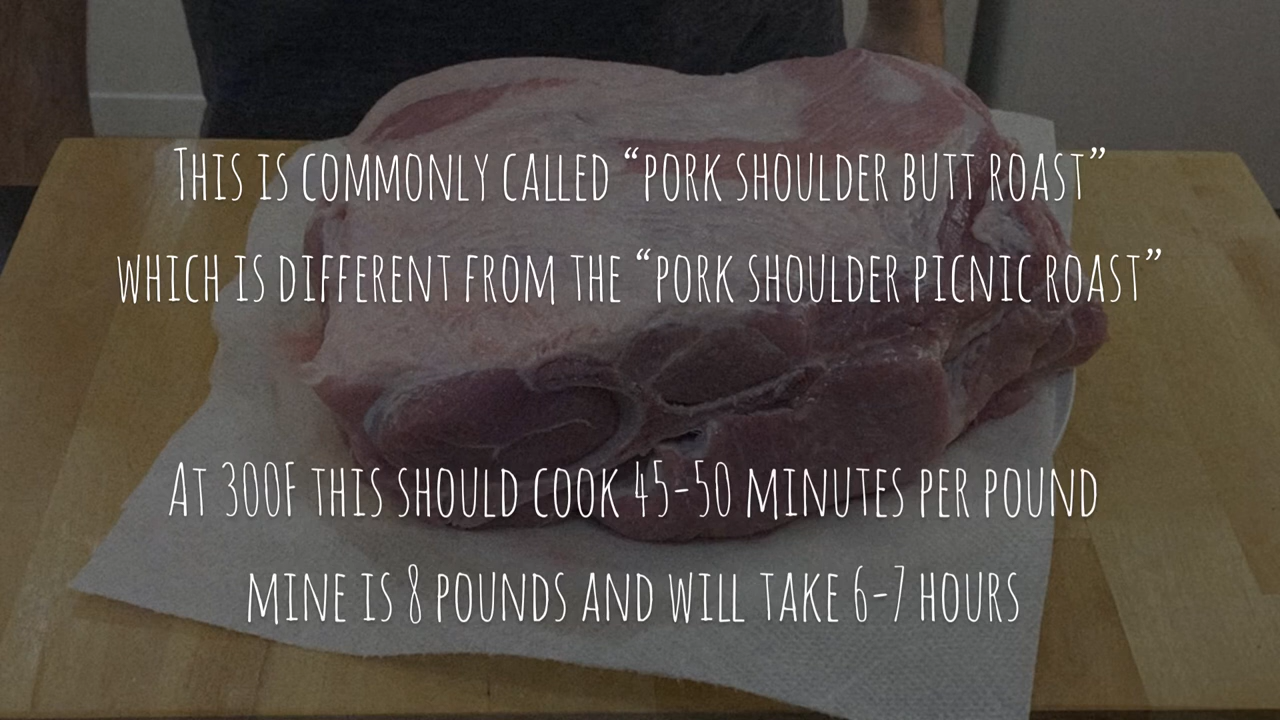 This is commonly called “pork shoulder butt roast”
which is different from the “pork shoulder picnic roast”
At 300F this should cook 45-50 minutes per pound
mine is 8 pounds and will take 6-7 hours